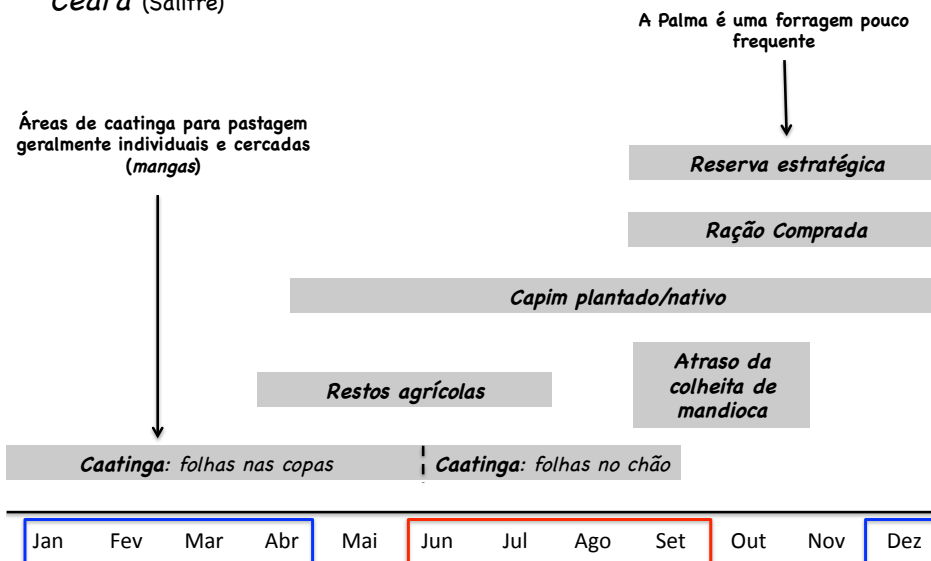 Ceará (Salitre)
A Palma é uma forragem pouco
frequente
Áreas de caatinga para pastagem
geralmente individuais e cercadas
(mangas)
Reserva estratégica
Ração Comprada
Capim plantado/nativo
Atraso da
colheita de
mandioca
Restos agrícolas
Caatinga: folhas nas copas
Caatinga: folhas no chão
Jan Fev Mar Abr Mai Jun Jul Ago Set Out Nov Dez